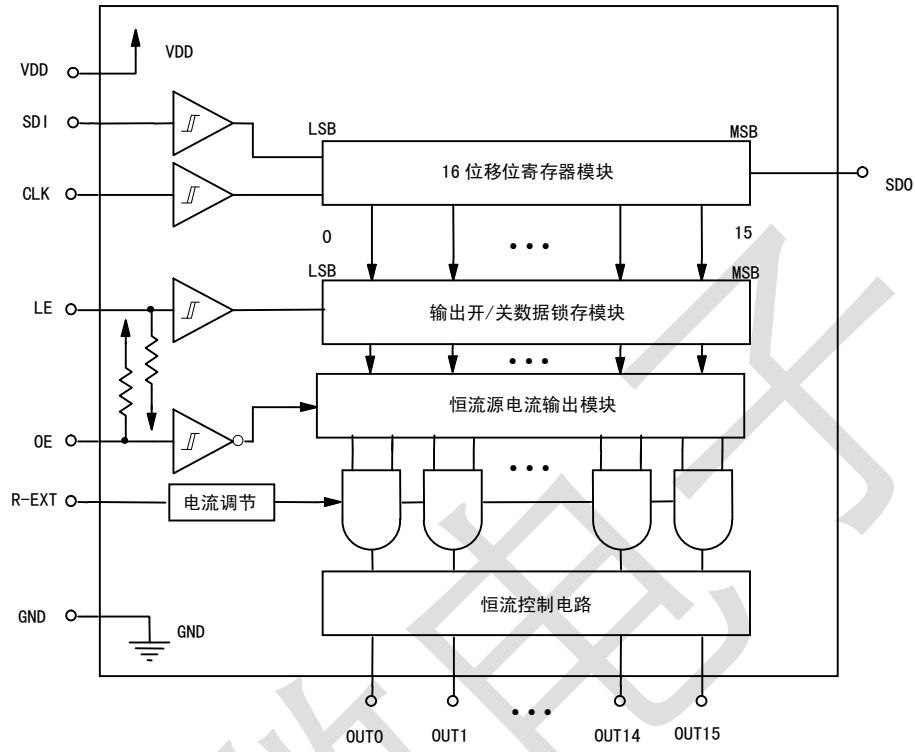 VDD
VDD
SDI
LSB
MSB
16位移位寄存器模块
CLK
SDO
0
...
15
LSB
MSB
LE
输出开/关数据锁存模块
...
恒流源电流输出模块
OE
...
R-EXT
电流调节
恒流控制电路
GND
GND
...
OUT0
OUT1
OUT14
OUT15
电子